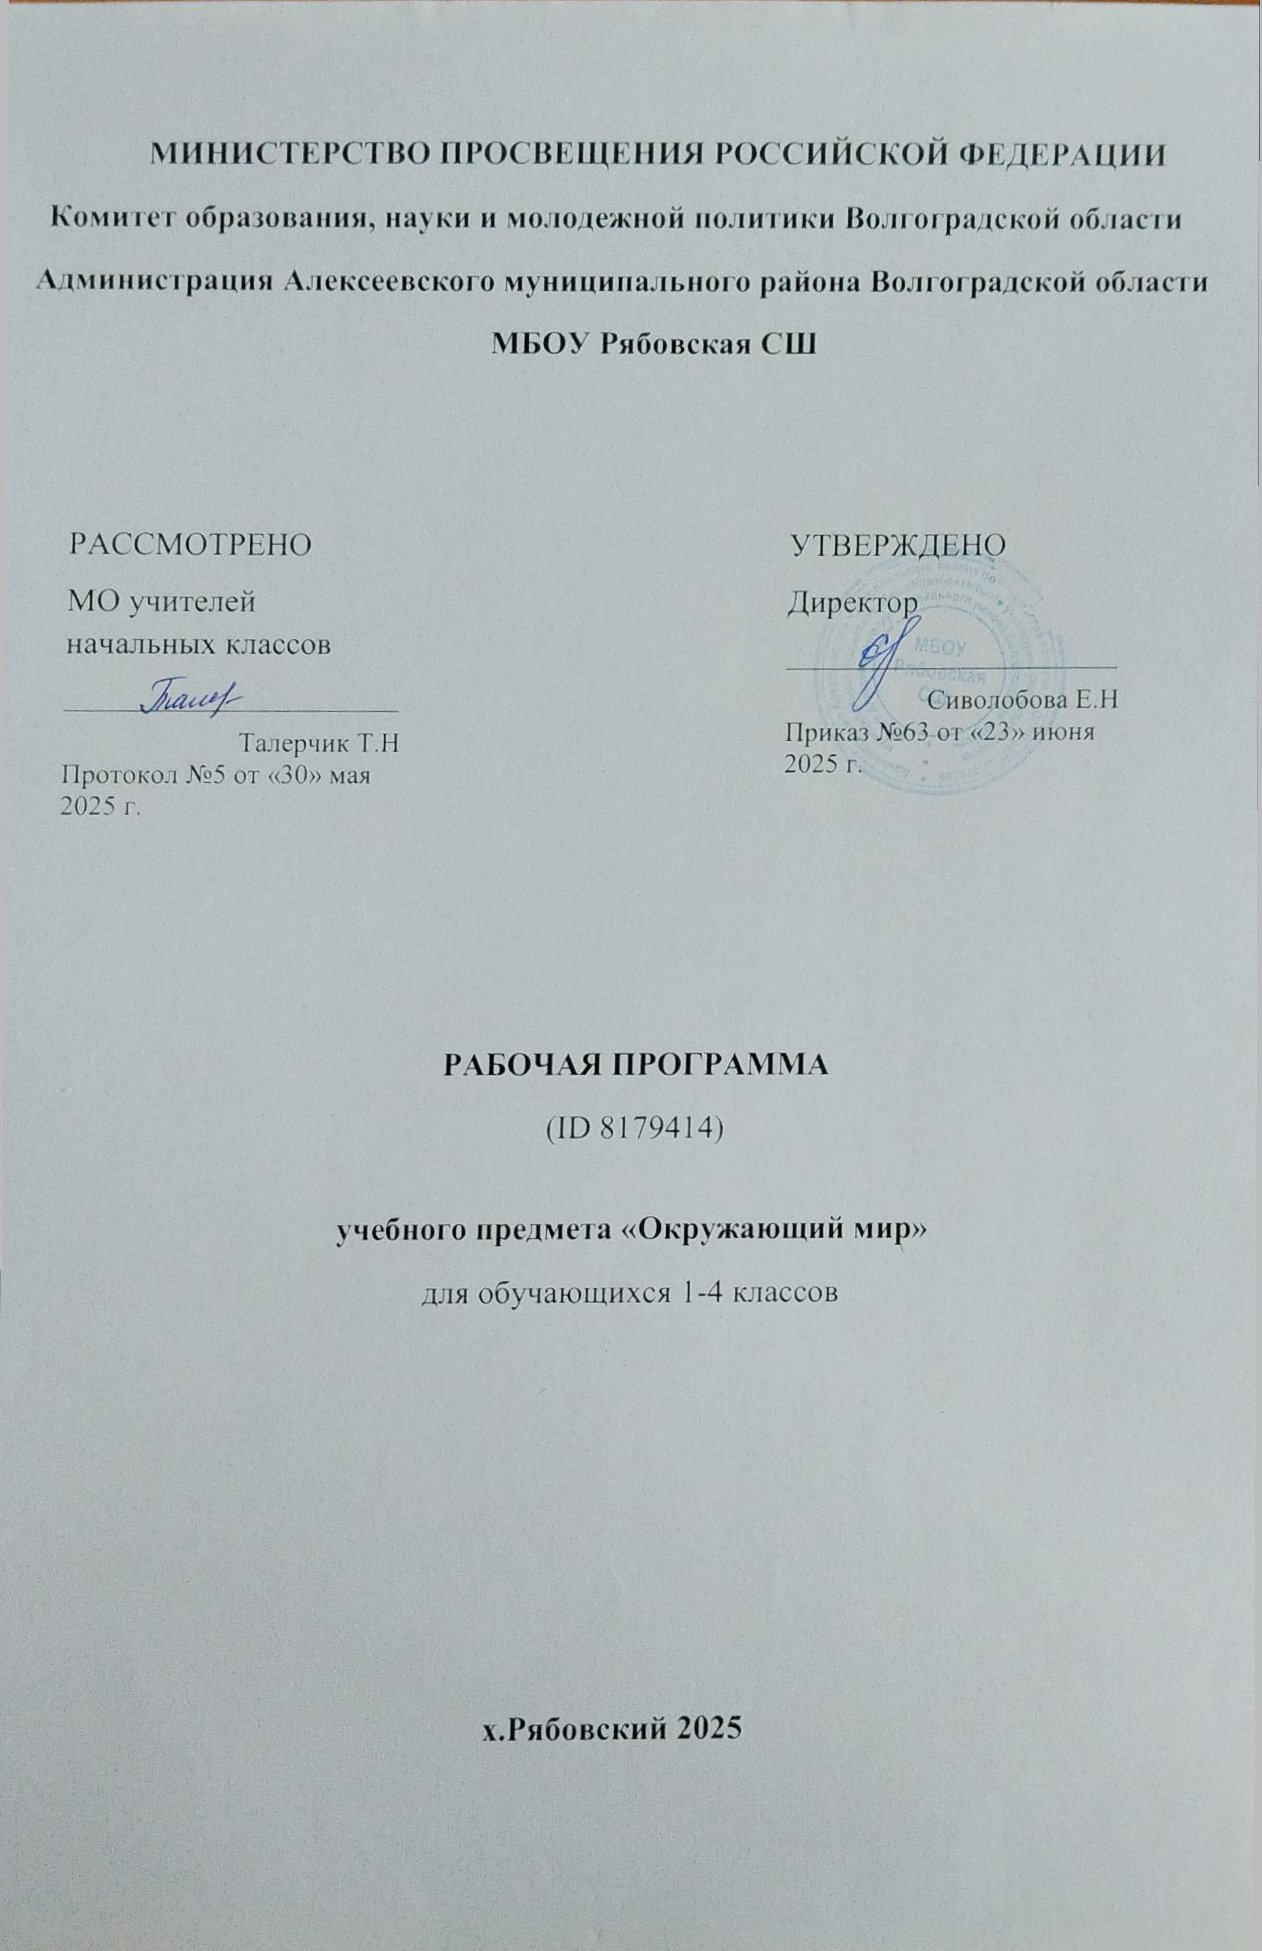 МИНИСТЕРСТВО ПРОСВЕЩЕНИЯ РОССИЙСКОЙ ФЕДЕРАЦИИ
Комитет образования, науки и молодежной политики Волгоградской области
Администрация Алексеевского муниципального района Волгоградской области
МБОУ Рябовская СШ
РАССМОТРЕНО
МО учителей
начальных классов
Талерчик Т.Н
Протокол №5 от «30» мая
2025 г.
УТВЕРЖДЕНО
Директор
МБОУ
Рябовская
Сиволобова Е.Н
Приказ №63 от «23» июня
2025 г.
РАБОЧАЯ ПРОГРАММА
(ID 8179414)
учебного предмета «Окружающий мир»
для обучающихся 1-4 классов
х.Рябовский 2025